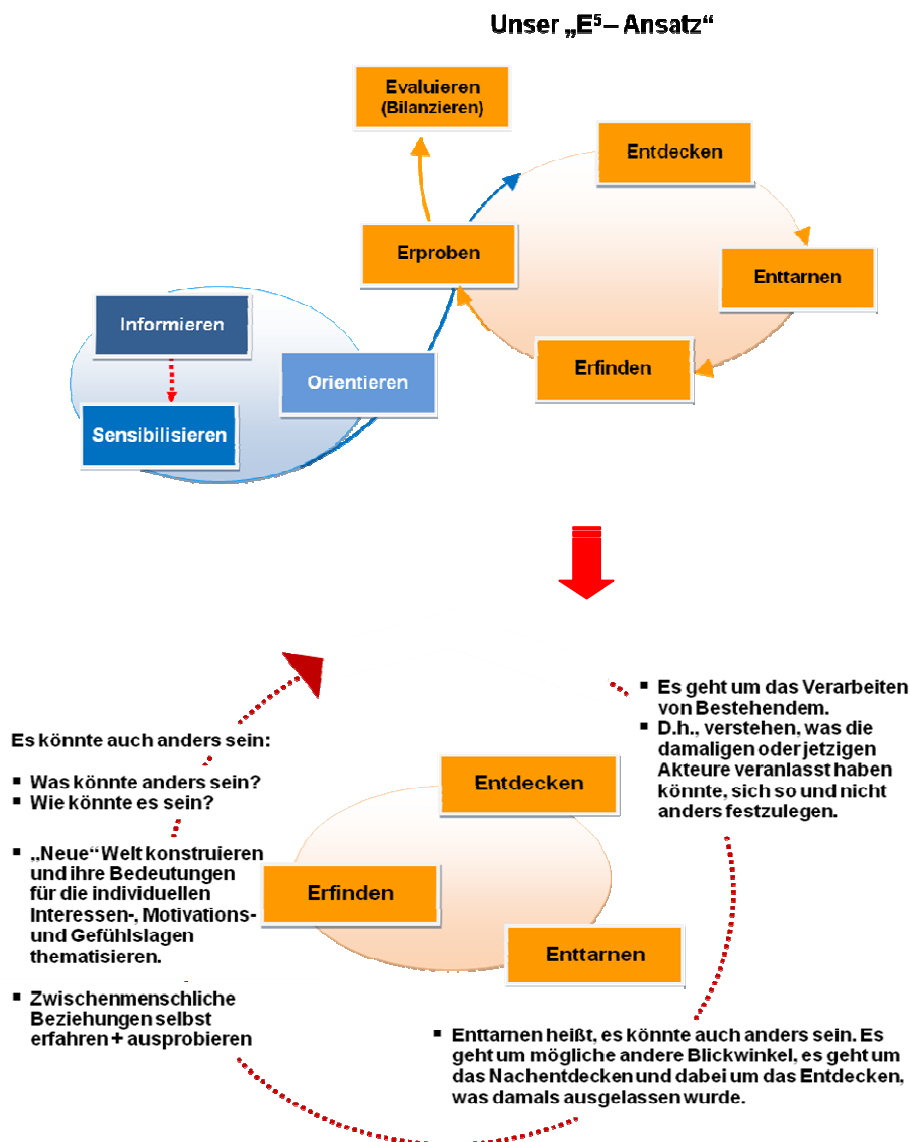 Unser „E⁵– Ansatz“
Evaluieren
(Bilanzieren)
Entdecken
Erproben
Enttarnen
Informieren
Erfinden
Orientieren
Sensibilisieren
▪ Es geht um das Verarbeiten
von Bestehendem.
▪ D.h., verstehen, was die
damaligen oder jetzigen
Akteure veranlasst haben
könnte, sich so und nicht
anders festzulegen.
Es könnte auch anders sein:
▪ Was könnte anders sein?
▪ Wie könnte es sein?
▪ „Neue“ Welt konstruieren
und ihre Bedeutungen
für die individuellen
Interessen-, Motivations-
und Gefühlslagen
thematisieren.
▪ Zwischenmenschliche
Beziehungen selbst
erfahren + ausprobieren
Entdecken
Erfinden
Enttarnen
▪ Enttarnen heißt, es könnte auch anders sein. Es
geht um mögliche andere Blickwinkel, es geht um
das Nachentdecken und dabei um das Entdecken,
was damals ausgelassen wurde.